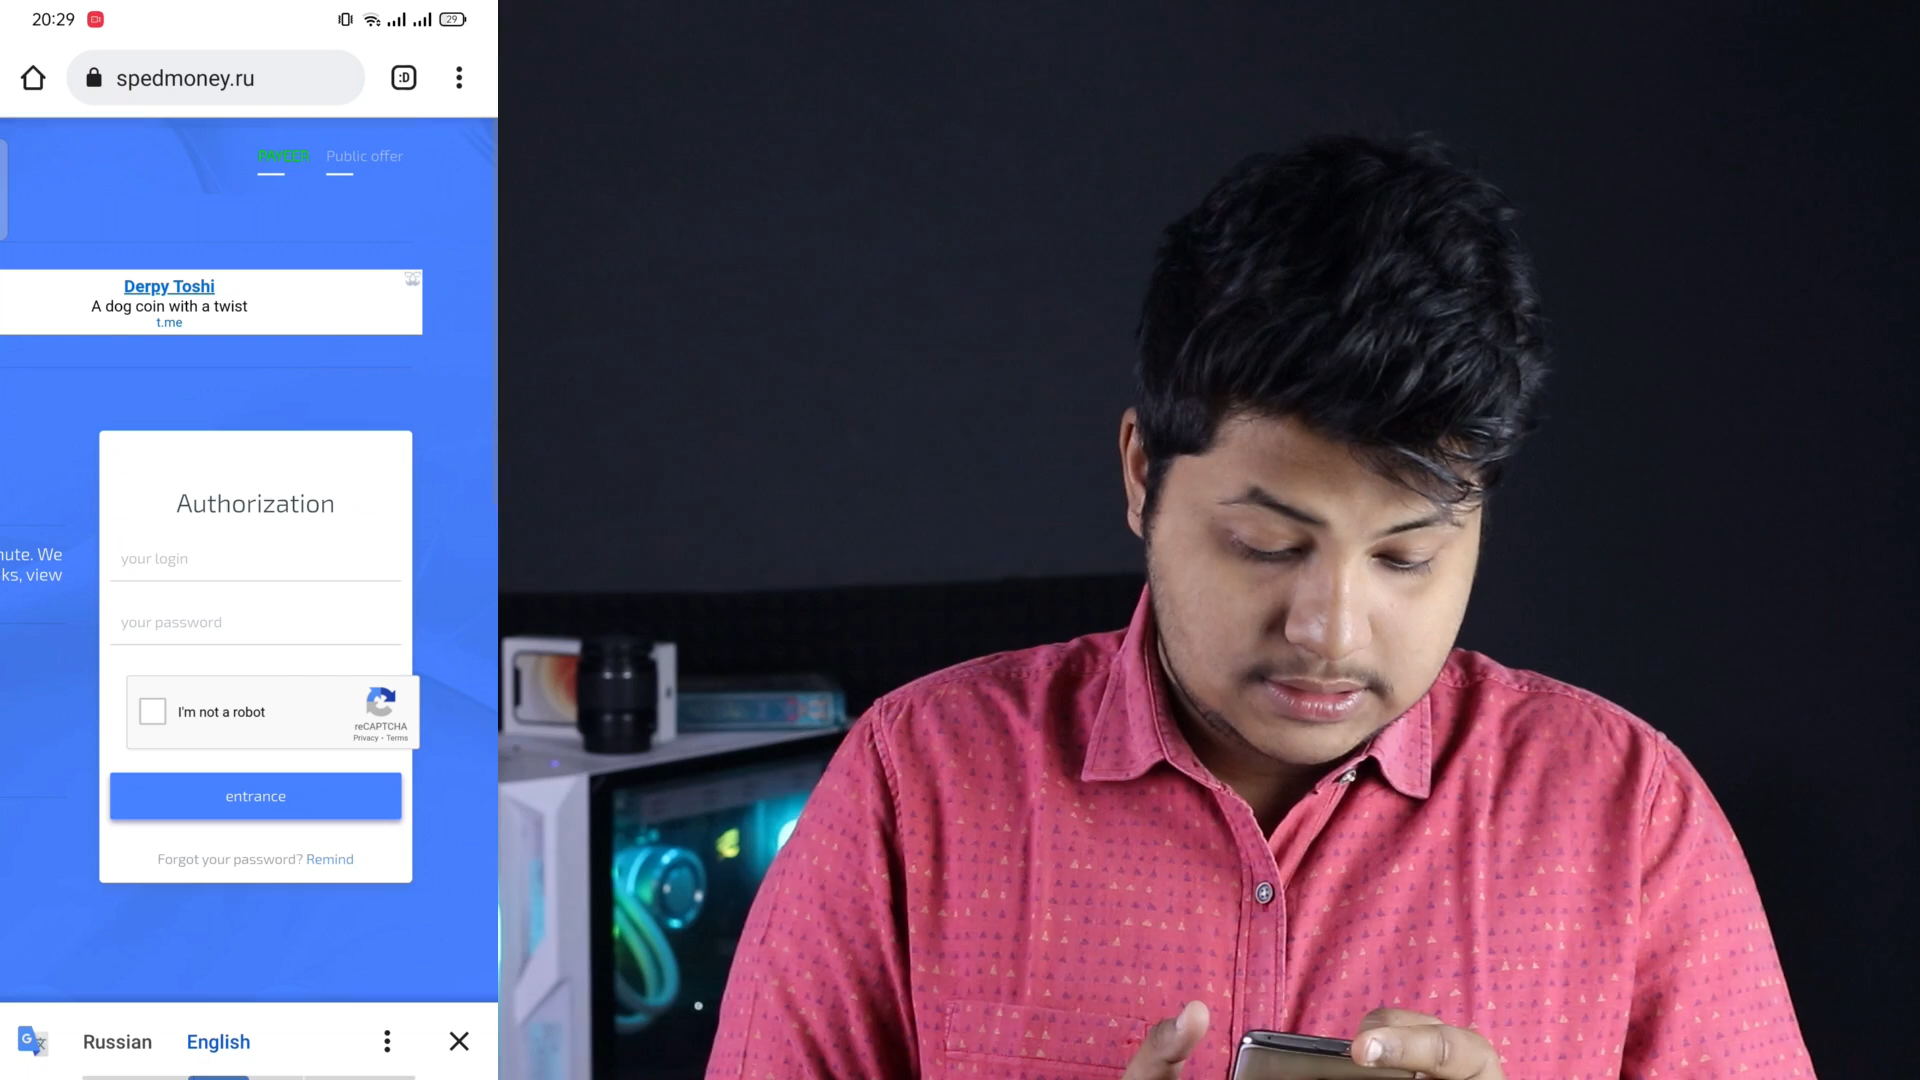 20:29
29
spedmoney.ru
:D
PAYEER Public offer
Derpy Toshi
A dog coin with a twist
t.me
Authorization
your login
nute. We
ks, view
your password
I'm not a robot
reCAPTCHA
Privacy - Terms
entrance
Forgot your password? Remind
G
Russian English